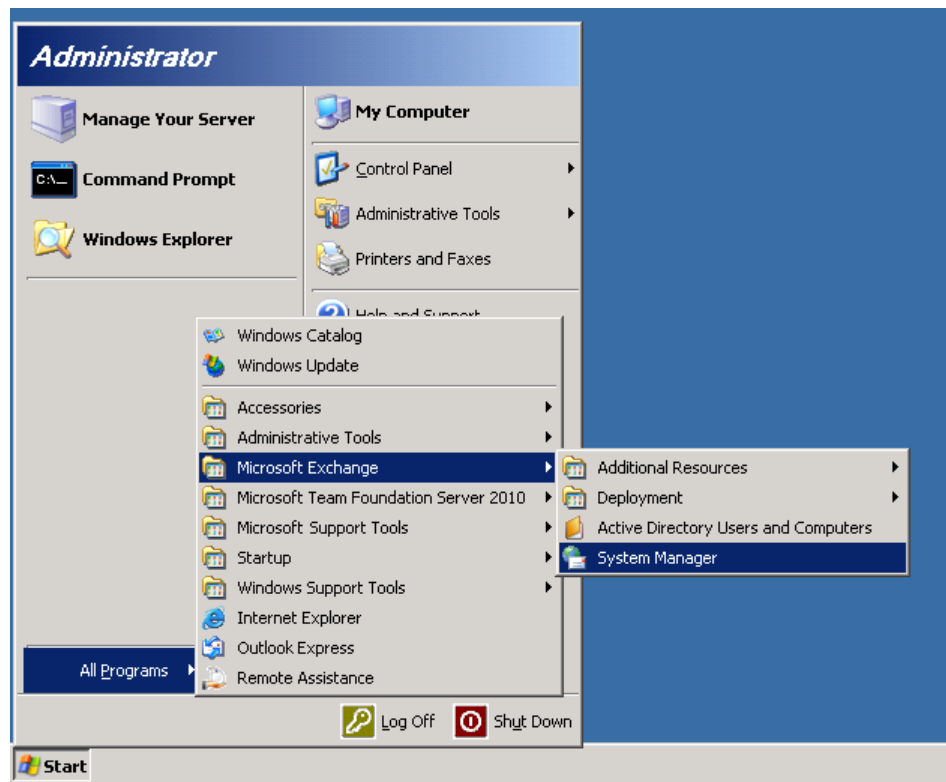 Administrator
Manage Your Server
Command Prompt
Windows Explorer
My Computer
Control Panel
Administrative Tools
Printers and Faxes
Help and Support
Windows Catalog
Windows Update
Accessories
Administrative Tools
Microsoft Exchange
Microsoft Team Foundation Server 2010
Microsoft Support Tools
Startup
Windows Support Tools
Internet Explorer
Outlook Express
Remote Assistance
Additional Resources
Deployment
Active Directory Users and Computers
System Manager
All Programs
Log Off
Shut Down
Start
C:\_